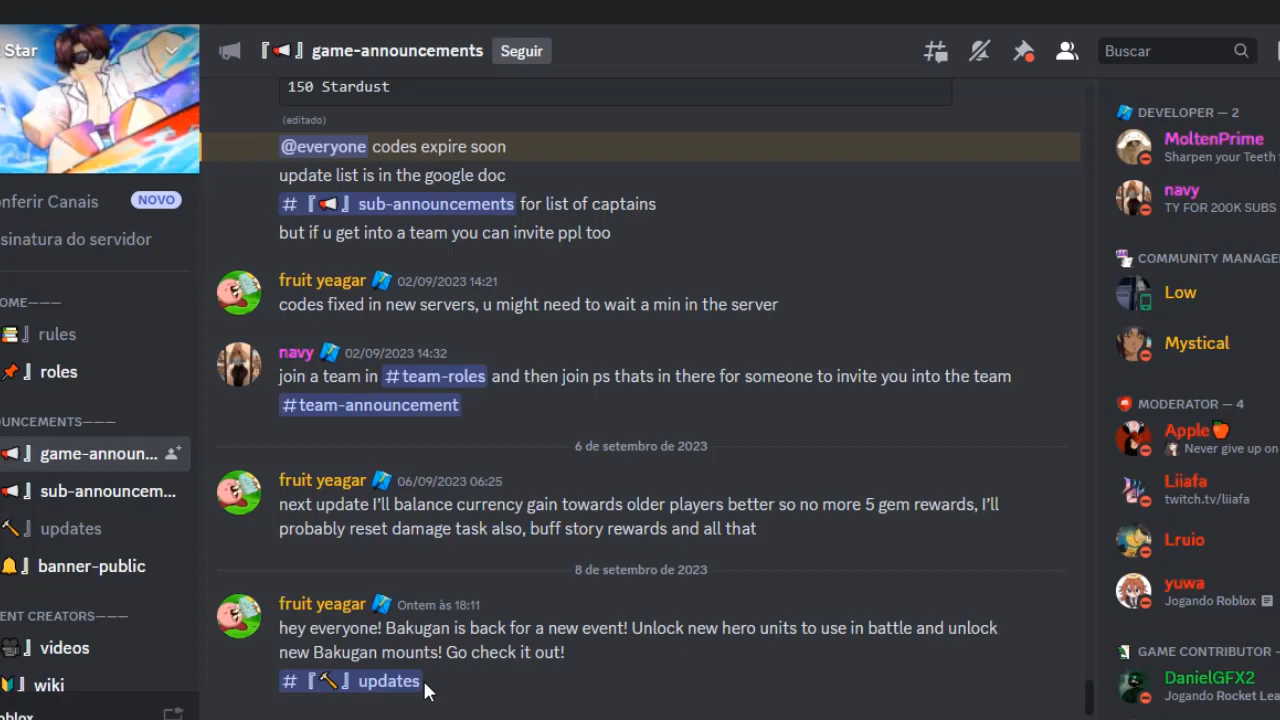 Star
『📢』 game-announcements
Seguir
Buscar
onferir Canais
NOVO
sinatura do servidor
OME———
rules
roles
UNCEMENTS———
game-announ...
sub-announcem...
updates
banner-public
ENT CREATORS———
videos
wiki
oblox
150 Stardust
(editado)
@everyone codes expire soon
update list is in the google doc
# 『📢』 sub-announcements for list of captains
but if u get into a team you can invite ppl too
fruit yeagar 02/09/2023 14:21
codes fixed in new servers, u might need to wait a min in the server
navy 02/09/2023 14:32
join a team in #team-roles and then join ps thats in there for someone to invite you into the team
#team-announcement
6 de setembro de 2023
fruit yeagar 06/09/2023 06:25
next update I'll balance currency gain towards older players better so no more 5 gem rewards, I'll
probably reset damage task also, buff story rewards and all that
8 de setembro de 2023
fruit yeagar Ontem às 18:11
hey everyone! Bakugan is back for a new event! Unlock new hero units to use in battle and unlock
new Bakugan mounts! Go check it out!
# 『🔨』 updates
DEVELOPER — 2
MoltenPrime
Sharpen your Teeth
navy
TY FOR 200K SUBS
COMMUNITY MANAGE
Low
Mystical
MODERATOR — 4
Apple🍎
Never give up on
Liiafa
twitch.tv/liiafa
Lruio
yuwa
Jogando Roblox
GAME CONTRIBUTOR —
DanielGFX2
Jogando Rocket Lea